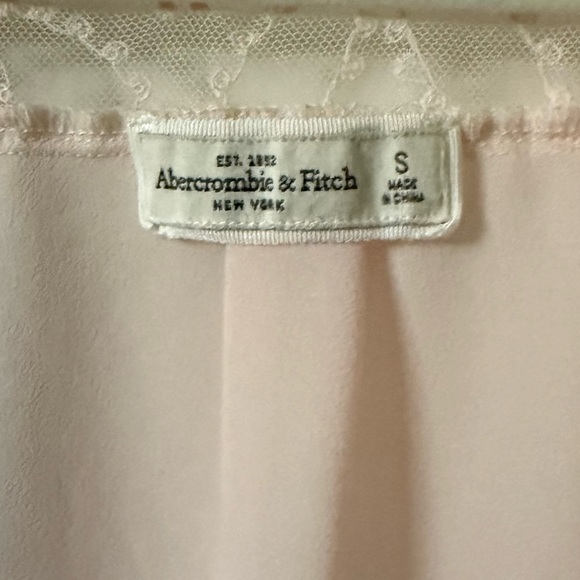 EST. 1892
Abercrombie & Fitch
NEW YORK
S
MADE
IN CHINA